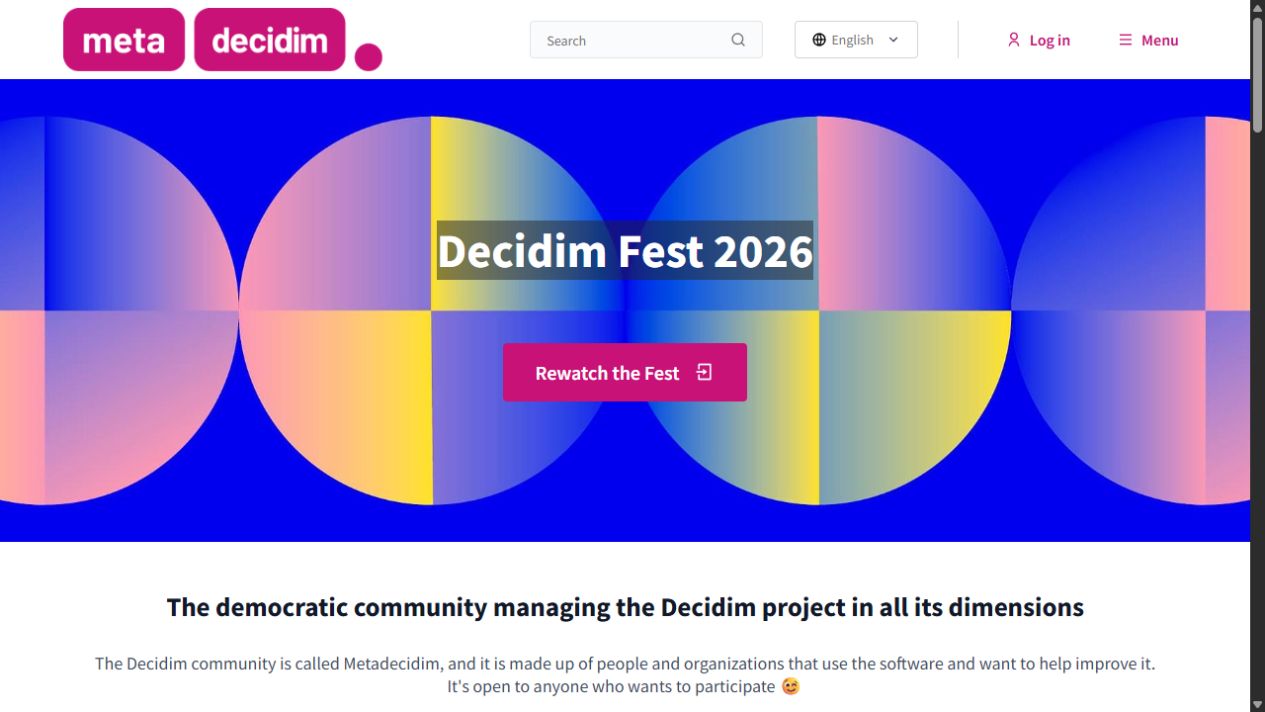 meta decidim
Search
English
Log in
Menu
Decidim Fest 2026
Rewatch the Fest
The democratic community managing the Decidim project in all its dimensions
The Decidim community is called Metadecidim, and it is made up of people and organizations that use the software and want to help improve it.
It's open to anyone who wants to participate 😉